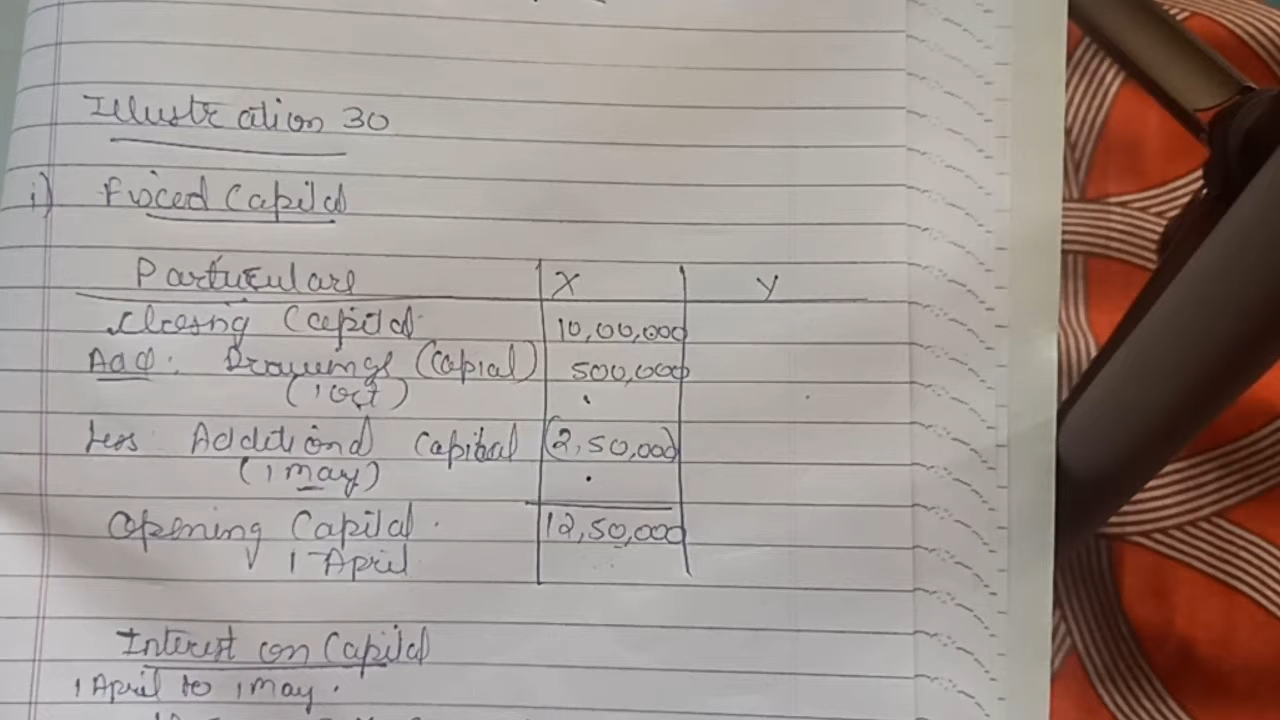 Illustration 30
i) Fixced Capital
Particulars X Y
Closing Capital 10,00,000
Add: Drawings (Capial) 500,000
(1 Oct)
Less Additional Capital (2,50,000)
(1 may)
Opening Capital 12,50,000
1 April
Interest on Capital
1 April to 1 May.